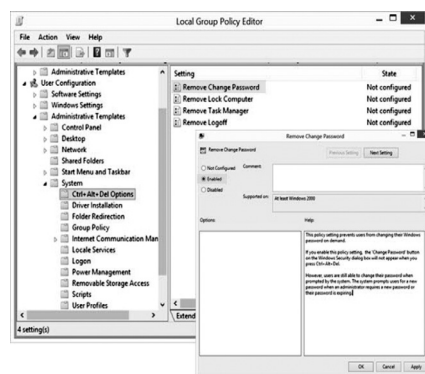 Local Group Policy Editor
File Action View Help
Administrative Templates
User Configuration
Software Settings
Windows Settings
Administrative Templates
Control Panel
Desktop
Network
Shared Folders
Start Menu and Taskbar
System
Ctrl+Alt+Del Options
Driver Installation
Folder Redirection
Group Policy
Internet Communication Man
Locale Services
Logon
Power Management
Removable Storage Access
Scripts
User Profiles
4 setting(s)
Setting State
Remove Change Password Not configured
Remove Lock Computer Not configured
Remove Task Manager Not configured
Remove Logoff Not configured
Extend
Remove Change Password
Remove Change Password
Previous Setting Next Setting
Not Configured Comment:
Enabled
Disabled
Supported on: At least Windows 2000
Options: Help:
This policy setting prevents users from changing their Windows
password on demand.
If you enable this policy setting, the 'Change Password' button
on the Windows Security dialog box will not appear when you
press Ctrl+Alt+Del.
However, users are still able to change their password when
prompted by the system. The system prompts users for a new
password when an administrator requires a new password or
their password is expiring.
OK Cancel Apply